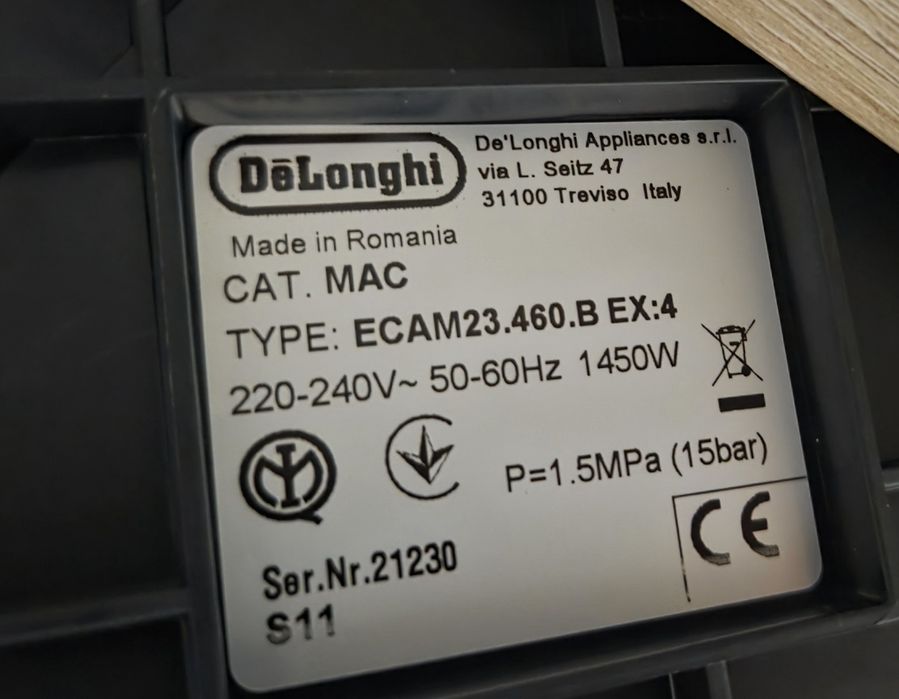 DēLonghi
De'Longhi Appliances s.r.l.
via L. Seitz 47
31100 Treviso Italy
Made in Romania
CAT. MAC
TYPE: ECAM23.460.B EX:4
220-240V~ 50-60Hz 1450W
P=1.5MPa (15bar)
CE
Ser.Nr.21230
S11